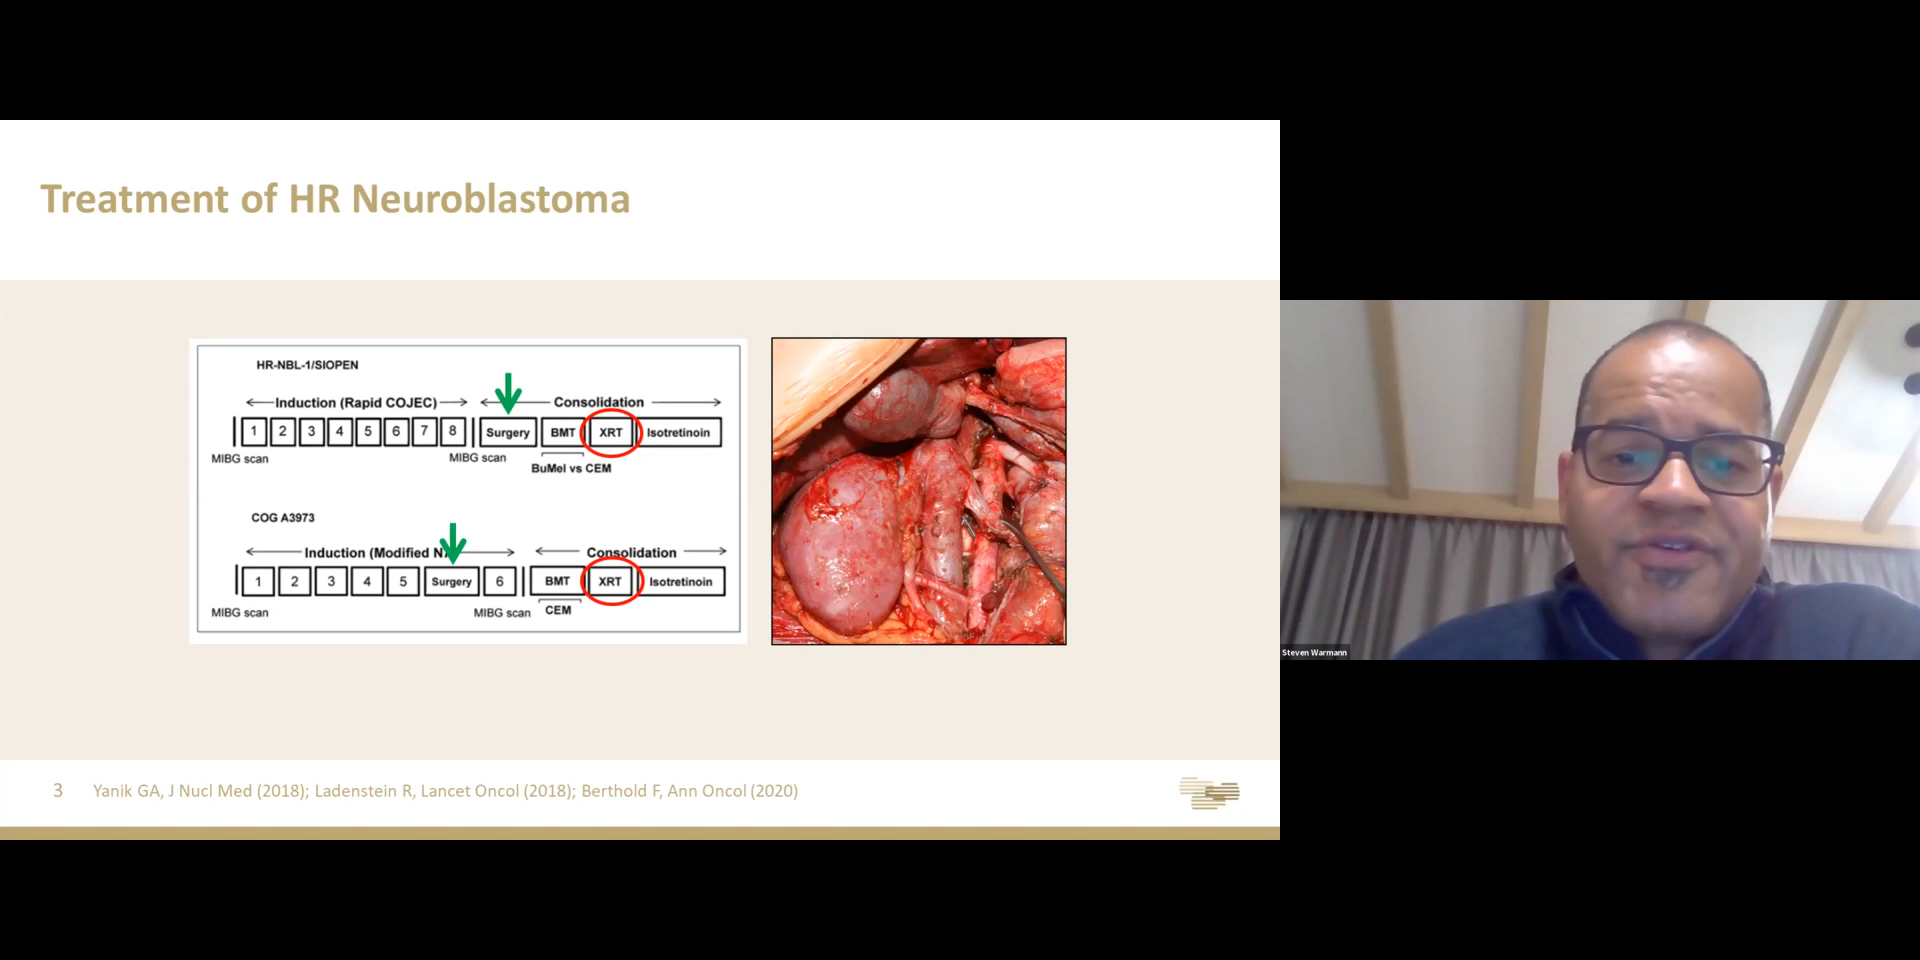 Treatment of HR Neuroblastoma
HR-NBL-1/SIOPEN
Induction (Rapid COJEC)
Consolidation
1 2 3 4 5 6 7 8 Surgery BMT XRT Isotretinoin
MIBG scan
MIBG scan
BuMel vs CEM
COG A3973
Induction (Modified N
Consolidation
1 2 3 4 5 Surgery 6 BMT XRT Isotretinoin
MIBG scan
MIBG scan
CEM
3 Yanik GA, J Nucl Med (2018); Ladenstein R, Lancet Oncol (2018); Berthold F, Ann Oncol (2020)
Steven Warmann